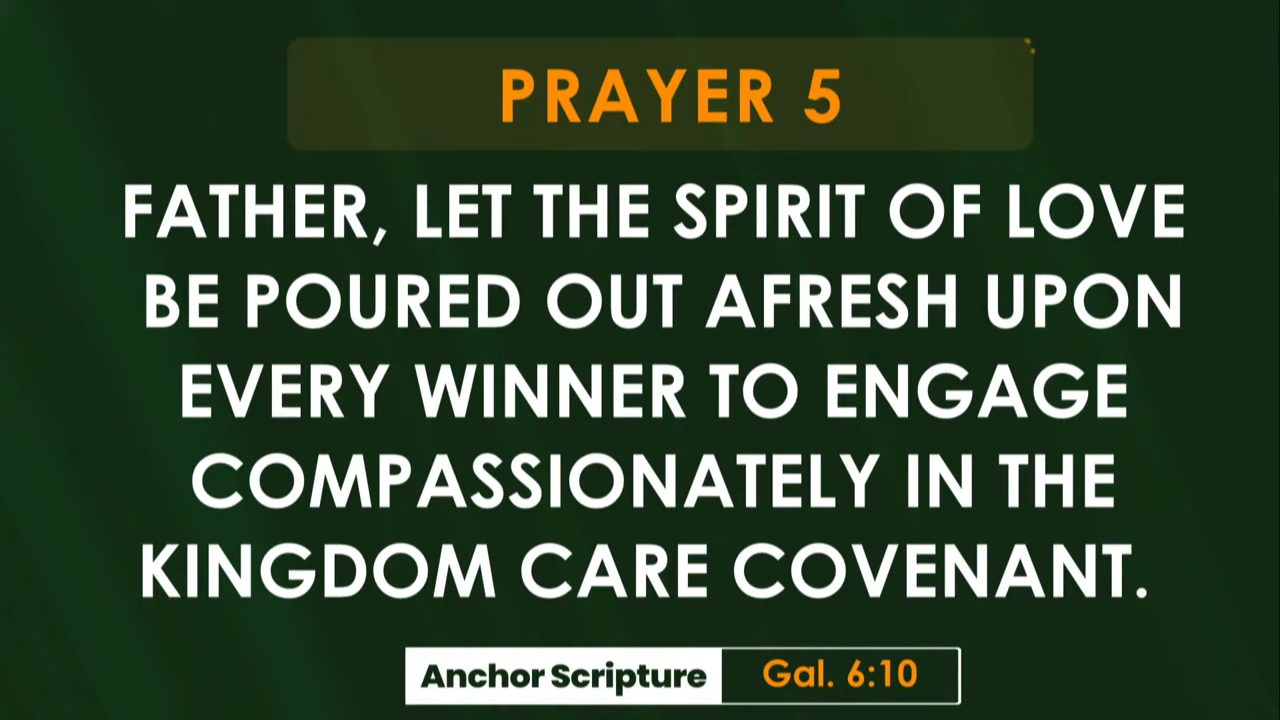 PRAYER 5
FATHER, LET THE SPIRIT OF LOVE
BE POURED OUT AFRESH UPON
EVERY WINNER TO ENGAGE
COMPASSIONATELY IN THE
KINGDOM CARE COVENANT.
Anchor Scripture Gal. 6:10